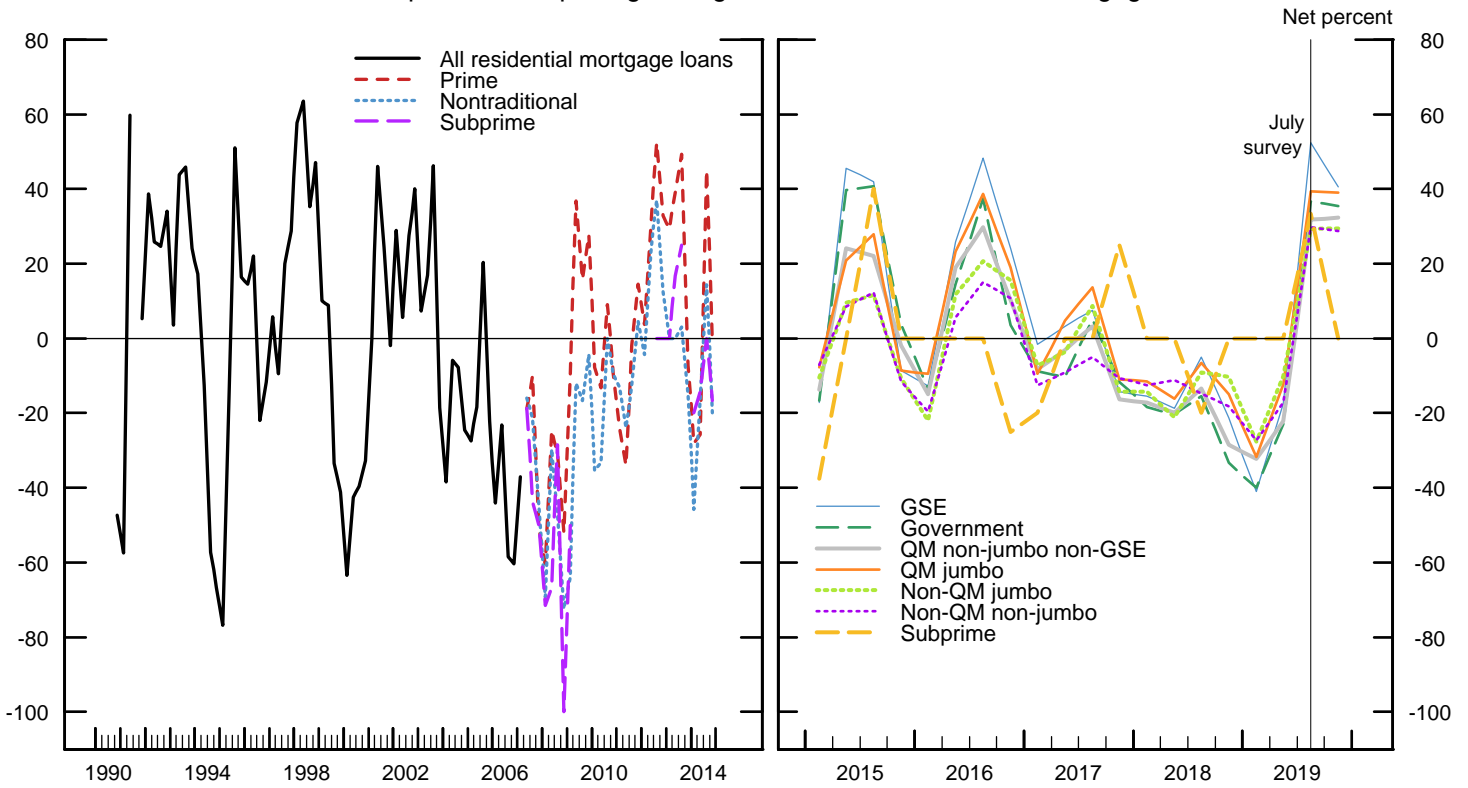 Net percent
80
60
40
20
0
-20
-40
-60
-80
-100
All residential mortgage loans
Prime
Nontraditional
Subprime
1990 1994 1998 2002 2006 2010 2014
July
survey
GSE
Government
QM non-jumbo non-GSE
QM jumbo
Non-QM jumbo
Non-QM non-jumbo
Subprime
80
60
40
20
0
-20
-40
-60
-80
-100
2015 2016 2017 2018 2019